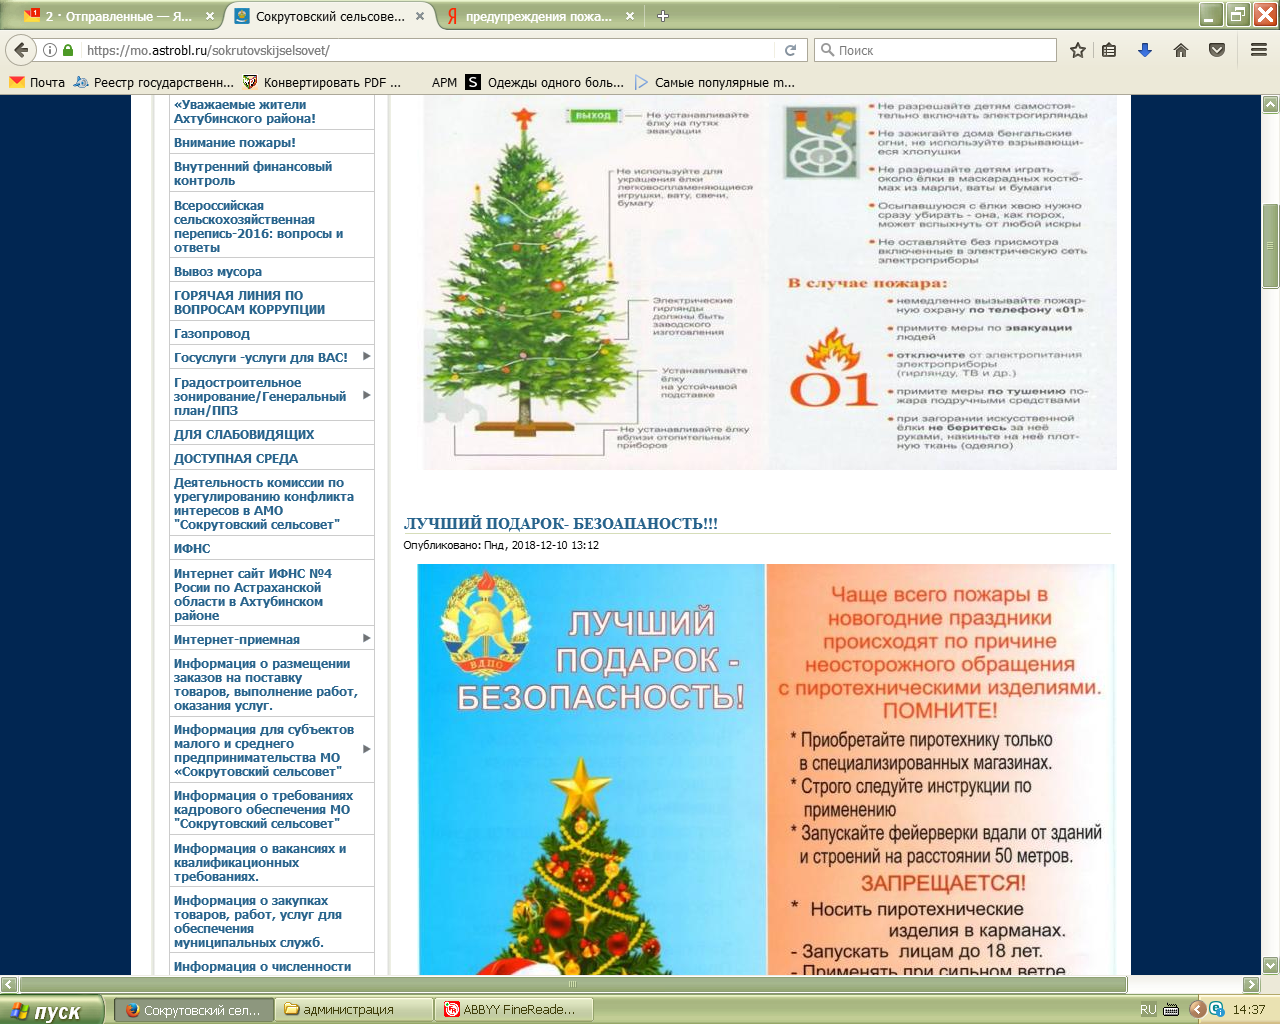 2 - Отправленные — Я...
Сокрутовский сельсове...
предупреждения пожа...
https://mo.astrobl.ru/sokrutovskijselsovet/
Поиск
Почта
Реестр государственн...
Конвертировать PDF ...
АРМ
Одежды одного боль...
Самые популярные m...
«Уважаемые жители
Ахтубинского района!
Внимание пожары!
Внутренний финансовый
контроль
Всероссийская
сельскохозяйственная
перепись-2016: вопросы и
ответы
Вывоз мусора
ГОРЯЧАЯ ЛИНИЯ ПО
ВОПРОСАМ КОРРУПЦИИ
Газопровод
Госуслуги -услуги для ВАС!
Градостроительное
зонирование/Генеральный
план/ППЗ
ДЛЯ СЛАБОВИДЯЩИХ
ДОСТУПНАЯ СРЕДА
Деятельность комиссии по
урегулированию конфликта
интересов в АМО
"Сокрутовский сельсовет"
ИФНС
Интернет сайт ИФНС №4
Росии по Астраханской
области в Ахтубинском
районе
Интернет-приемная
Информация о размещении
заказов на поставку
товаров, выполнение работ,
оказания услуг.
Информация для субъектов
малого и среднего
предпринимательства МО
«Сокрутовский сельсовет"
Информация о требованиях
кадрового обеспечения МО
"Сокрутовский сельсовет"
Информация о вакансиях и
квалификационных
требованиях.
Информация о закупках
товаров, работ, услуг для
обеспечения
муниципальных служб.
Информация о численности
ВЫХОД
Не устанавливайте
ёлку на путях
эвакуации
Не используйте для
украшения ёлки
легковоспламеняющиеся
игрушки, вату, свечи,
бумагу
Электрические
гирлянды
должны быть
заводского
изготовления
Устанавливайте
ёлку
на устойчивой
подставке
Не устанавливайте ёлку
вблизи отопительных
приборов
• Не разрешайте детям самостоя-
тельно включать электрогирлянды
• Не зажигайте дома бенгальские
огни, не используйте взрывающи-
еся хлопушки
• Не разрешайте детям играть
около ёлки в маскарадных костю-
мах из марли, ваты и бумаги
• Осыпавшуюся с ёлки хвою нужно
сразу убирать - она, как порох,
может вспыхнуть от любой искры
• Не оставляйте без присмотра
включенные в электрическую сеть
электроприборы
В случае пожара:
01
• немедленно вызывайте пожар-
ную охрану по телефону «01»
• примите меры по эвакуации
людей
• отключите от электропитания
электроприборы
(гирлянду, ТВ и др.)
• примите меры по тушению по-
жара подручными средствами
• при загорании искусственной
ёлки не беритесь за неё
руками, накиньте на неё плот-
ную ткань (одеяло)
ЛУЧШИЙ ПОДАРОК- БЕЗОАПАНОСТЬ!!!
Опубликовано: Пнд, 2018-12-10 13:12
ВДПО
ЛУЧШИЙ
ПОДАРОК -
БЕЗОПАСНОСТЬ!
Чаще всего пожары в
новогодние праздники
происходят по причине
неосторожного обращения
с пиротехническими изделиями.
ПОМНИТЕ!
* Приобретайте пиротехнику только
в специализированных магазинах.
* Строго следуйте инструкции по
применению
* Запускайте фейерверки вдали от зданий
и строений на расстоянии 50 метров.
ЗАПРЕЩАЕТСЯ!
* Носить пиротехнические
изделия в карманах.
- Запускать лицам до 18 лет.
- Применять при сильном ветре
пуск
Сокрутовский сел...
администрация
ABBYY FineReade...
RU
14:37